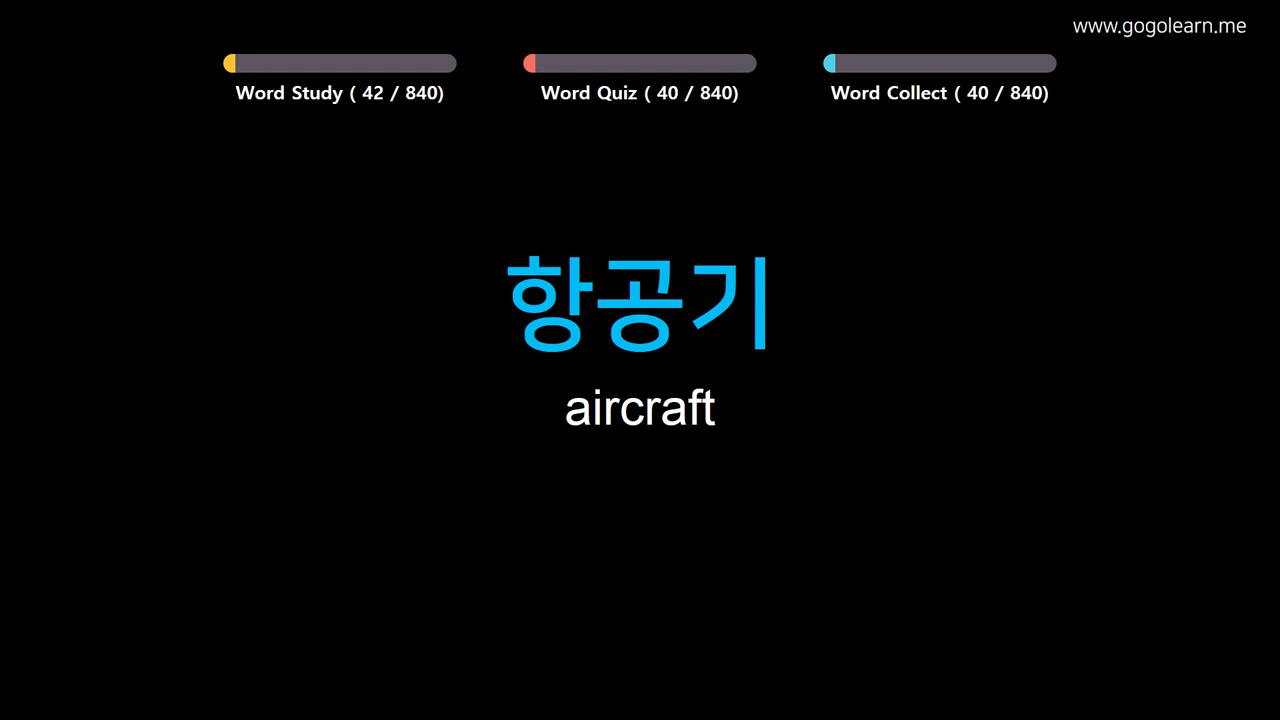 www.gogolearn.me
Word Study ( 42 / 840)
Word Quiz ( 40 / 840)
Word Collect ( 40 / 840)
항공기
aircraft